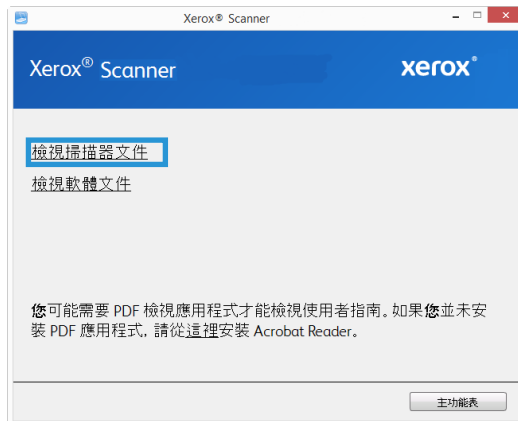 Xerox® Scanner
Xerox® Scanner
xerox®
檢視掃描器文件
檢視軟體文件
您可能需要 PDF 檢視應用程式才能檢視使用者指南。如果您並未安
裝 PDF 應用程式, 請從這裡安裝 Acrobat Reader。
主功能表